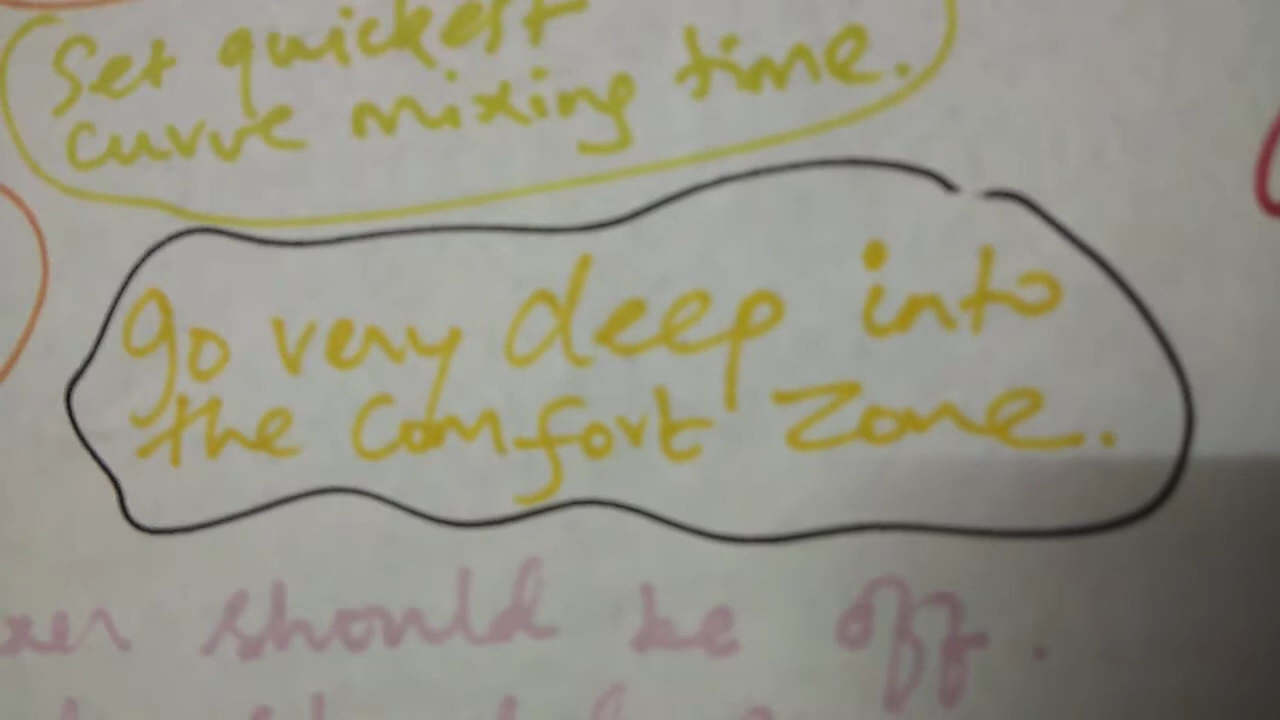 Set quickest
curve mixing time.
go very deep into
the comfort zone.
should be off.